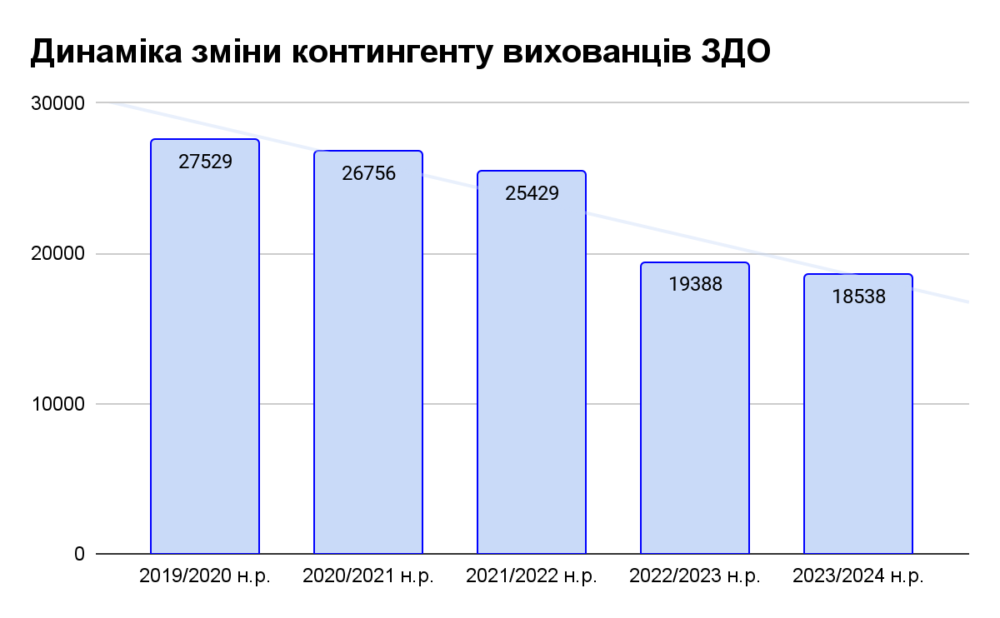 Динаміка зміни контингенту вихованців ЗДО
30000
20000
10000
0
27529
26756
25429
19388
18538
2019/2020 н.р.
2020/2021 н.р.
2021/2022 н.р.
2022/2023 н.р.
2023/2024 н.р.